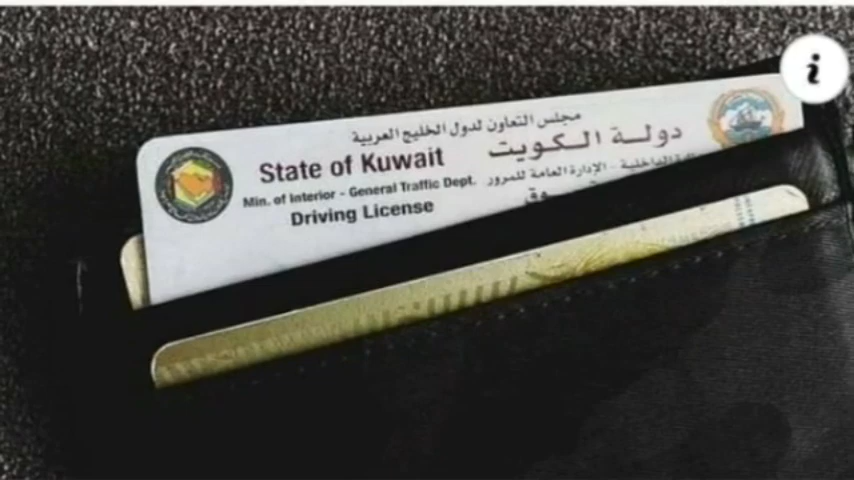 مجلس التعاون لدول الخليج العربية
State of Kuwait دولة الكويت
Min. of Interior - General Traffic Dept. الداخلية - الإدارة العامة للمرور
Driving License